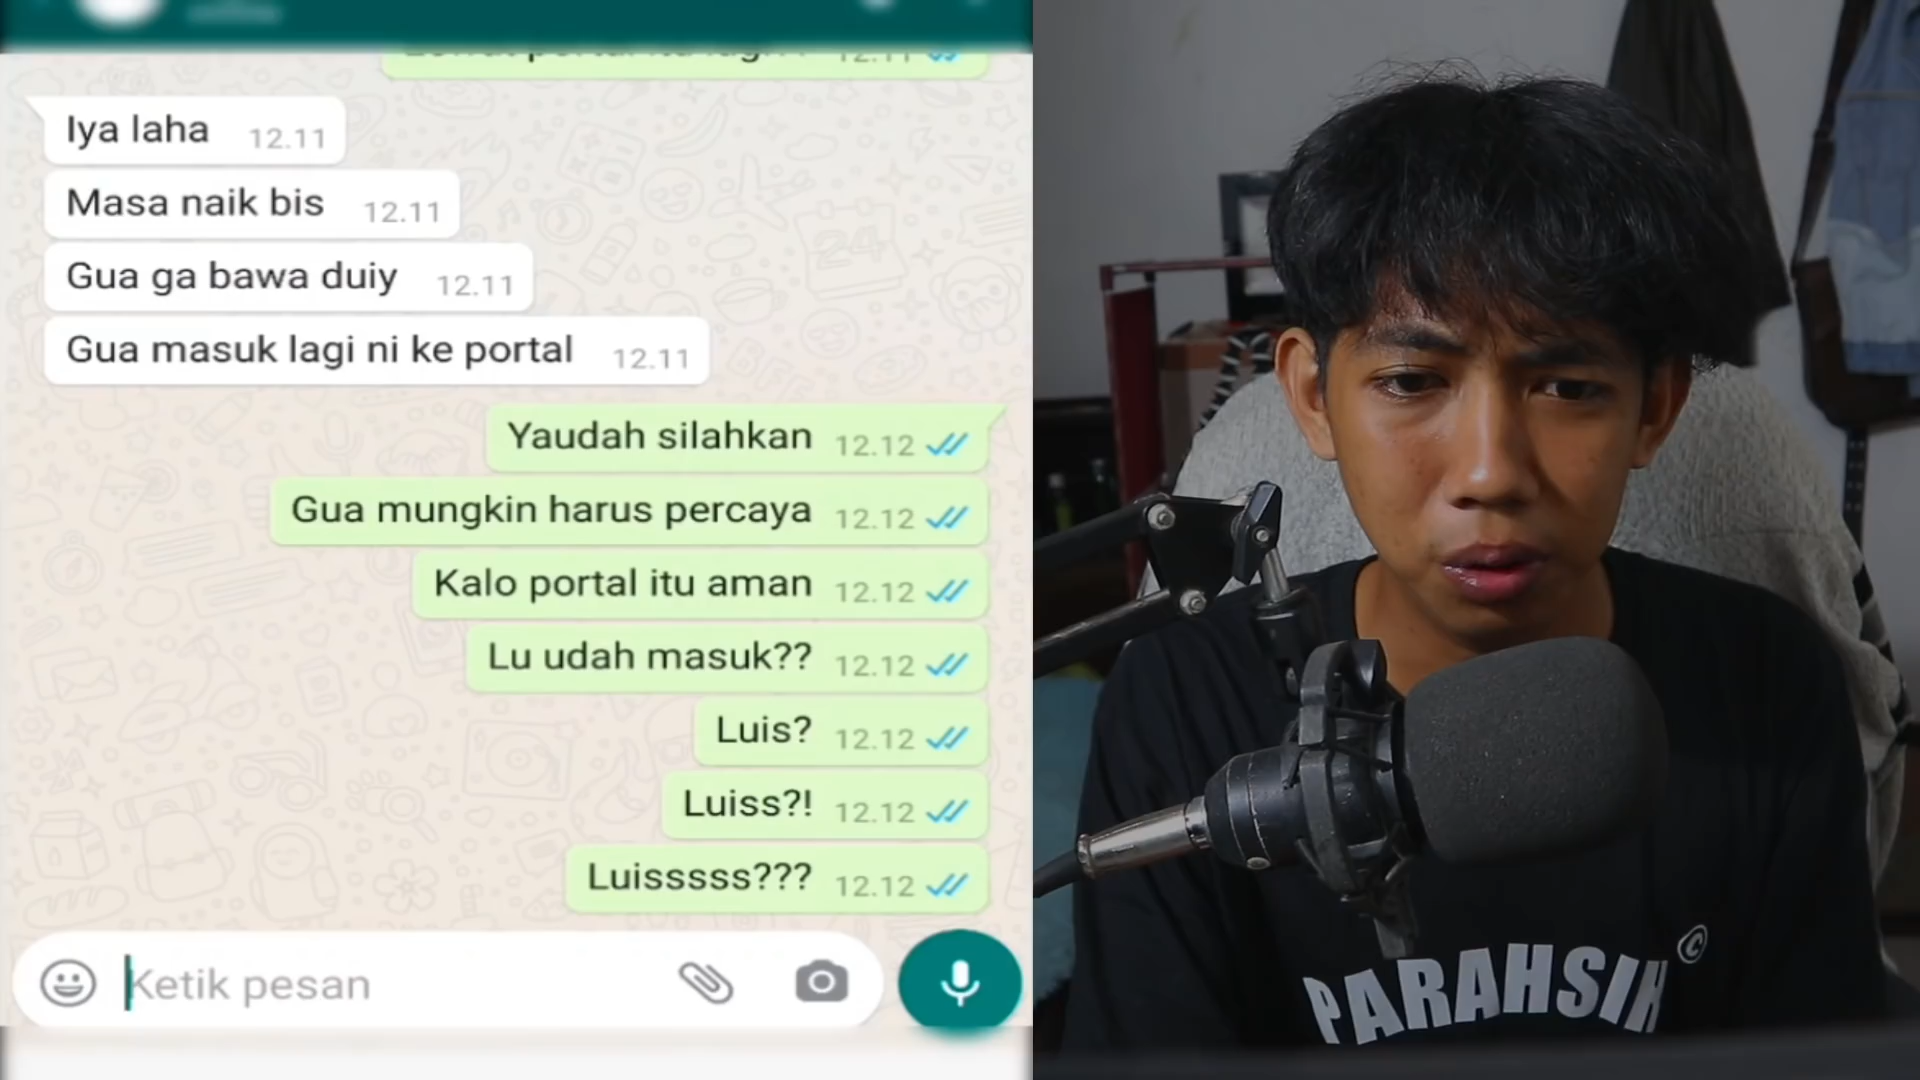 Iya laha 12.11
Masa naik bis 12.11
Gua ga bawa duiy 12.11
Gua masuk lagi ni ke portal 12.11
Yaudah silahkan 12.12
Gua mungkin harus percaya 12.12
Kalo portal itu aman 12.12
Lu udah masuk?? 12.12
Luis? 12.12
Luiss?! 12.12
Luisssss??? 12.12
Ketik pesan
PARAHSIH ©